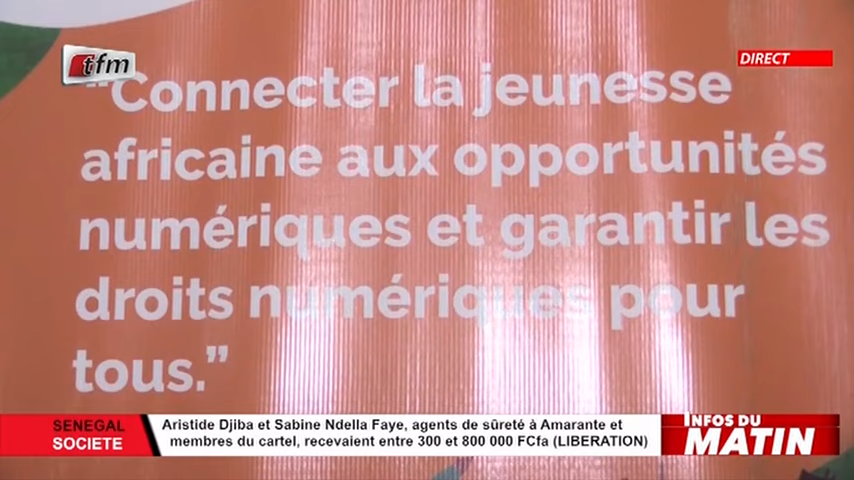 tfm
DIRECT
"Connecter la jeunesse
africaine aux opportunités
numériques et garantir les
droits numériques pour
tous."
SENEGAL
SOCIETE
Aristide Djiba et Sabine Ndella Faye, agents de sûreté à Amarante et
membres du cartel, recevaient entre 300 et 800 000 FCfa (LIBERATION)
INFOS DU
MATIN